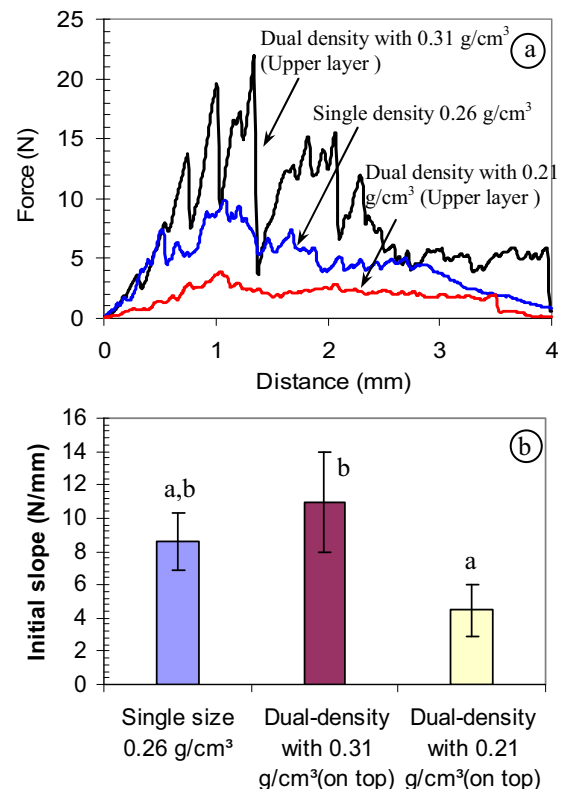 25
20
15
10
5
0
Force (N)
Dual density with 0.31 g/cm³
(Upper layer )
a
Single density 0.26 g/cm³
Dual density with 0.21
g/cm³ (Upper layer )
0 1 2 3 4
Distance (mm)
16
14
12
10
8
6
4
2
0
Initial slope (N/mm)
b
a,b
b
a
Single size
0.26 g/cm³
Dual-density
with 0.31
g/cm³(on top)
Dual-density
with 0.21
g/cm³(on top)